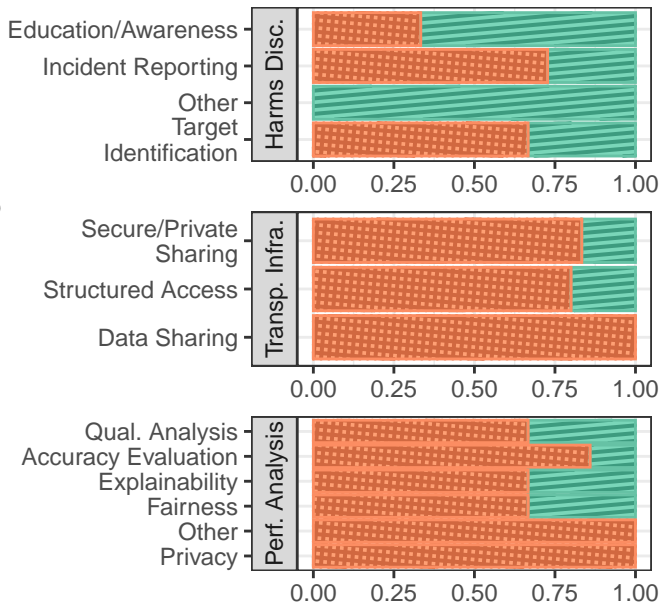 Education/Awareness
Incident Reporting
Other
Target
Identification
Harms Disc.
0.00 0.25 0.50 0.75 1.00
Secure/Private
Sharing
Structured Access
Data Sharing
Transp. Infra.
0.00 0.25 0.50 0.75 1.00
Qual. Analysis
Accuracy Evaluation
Explainability
Fairness
Other
Privacy
Perf. Analysis
0.00 0.25 0.50 0.75 1.00